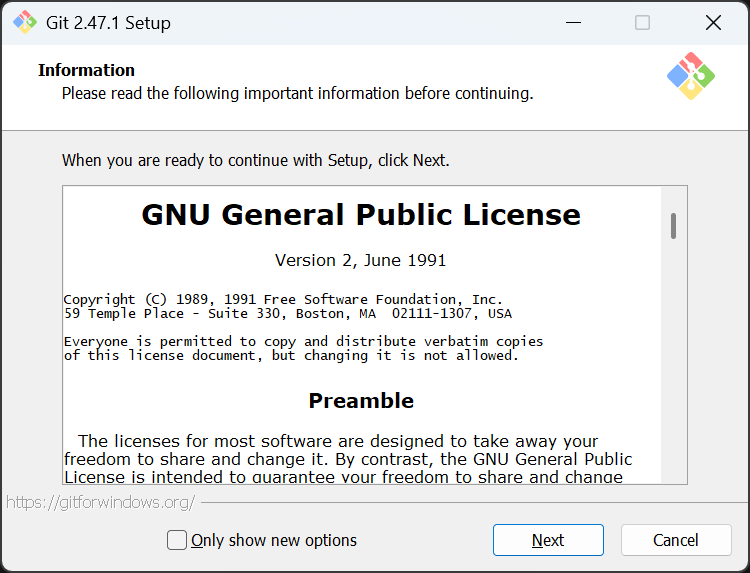 Git 2.47.1 Setup
Information
Please read the following important information before continuing.
When you are ready to continue with Setup, click Next.
GNU General Public License
Version 2, June 1991
Copyright (C) 1989, 1991 Free Software Foundation, Inc.
59 Temple Place - Suite 330, Boston, MA  02111-1307, USA
Everyone is permitted to copy and distribute verbatim copies
of this license document, but changing it is not allowed.
Preamble
The licenses for most software are designed to take away your
freedom to share and change it. By contrast, the GNU General Public
License is intended to guarantee your freedom to share and change
https://gitforwindows.org/
Only show new options
Next
Cancel